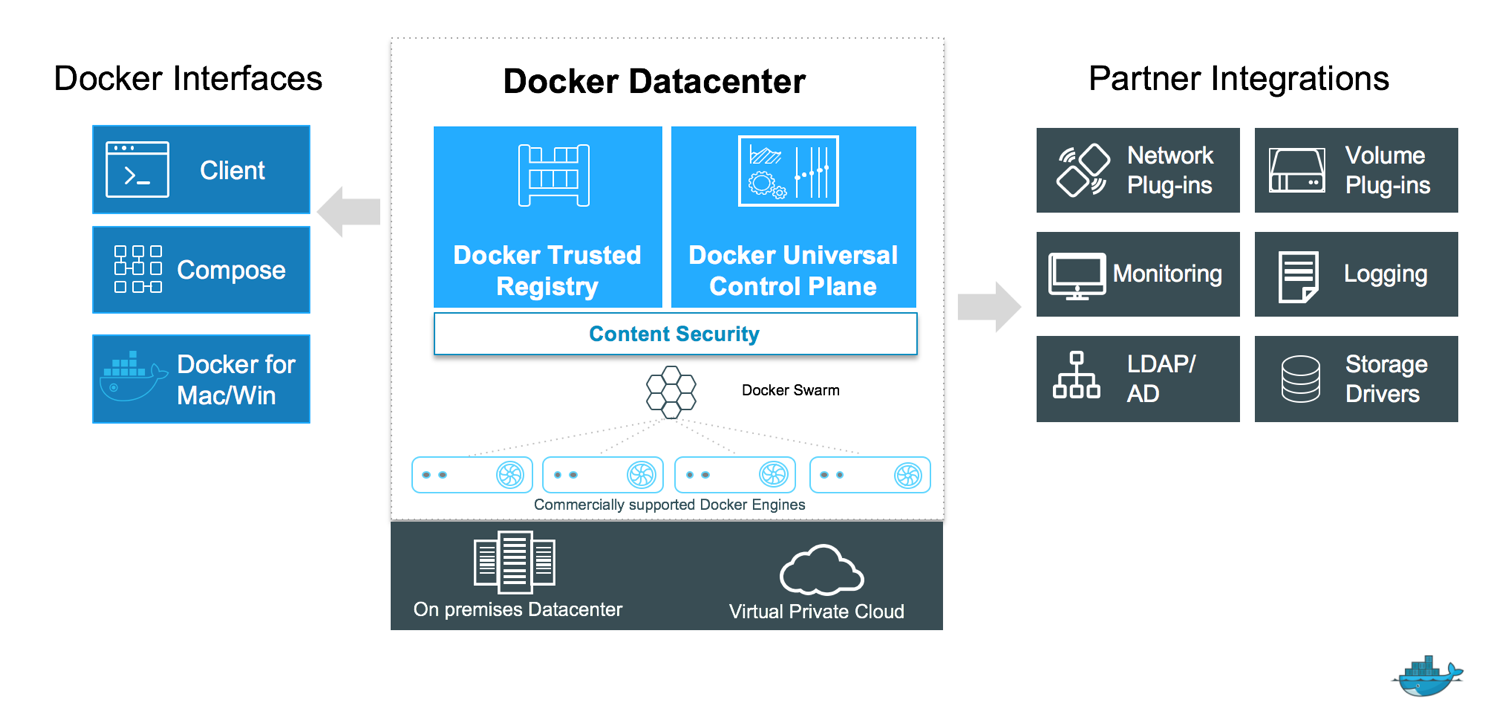 Docker Interfaces
Client
Compose
Docker for
Mac/Win
Docker Datacenter
Docker Trusted
Registry
Docker Universal
Control Plane
Content Security
Docker Swarm
Commercially supported Docker Engines
On premises Datacenter
Virtual Private Cloud
Partner Integrations
Network
Plug-ins
Volume
Plug-ins
Monitoring
Logging
LDAP/
AD
Storage
Drivers